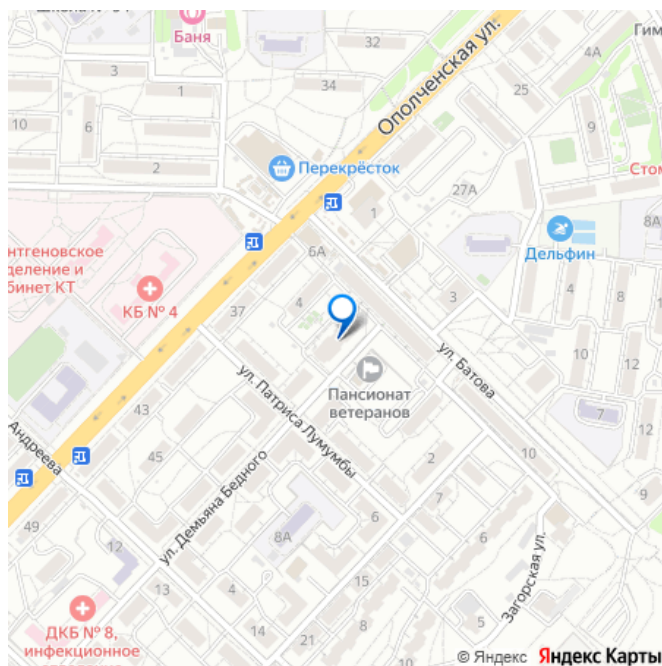 Баня
32
Гим
4А
3
34
1
25
Ополченская ул.
10
6
9
2
Перекрёсток
Стом
27А
1
8А
нтгеновское
деление и
бинет КТ
6А
Дельфин
КБ № 4
4
3
4
8
37
ул. Батова
10
12
ул. Патриса Лумумбы
Пансионат
ветеранов
43
7
Андреева
45
2
10
ул. Демьяна Бедного
49
12
8А
6
7
9
13
4
15
Загорская ул.
ДКБ № 8,
инфекционное
14
21
8
5
© Яндекс Яндекс Карты